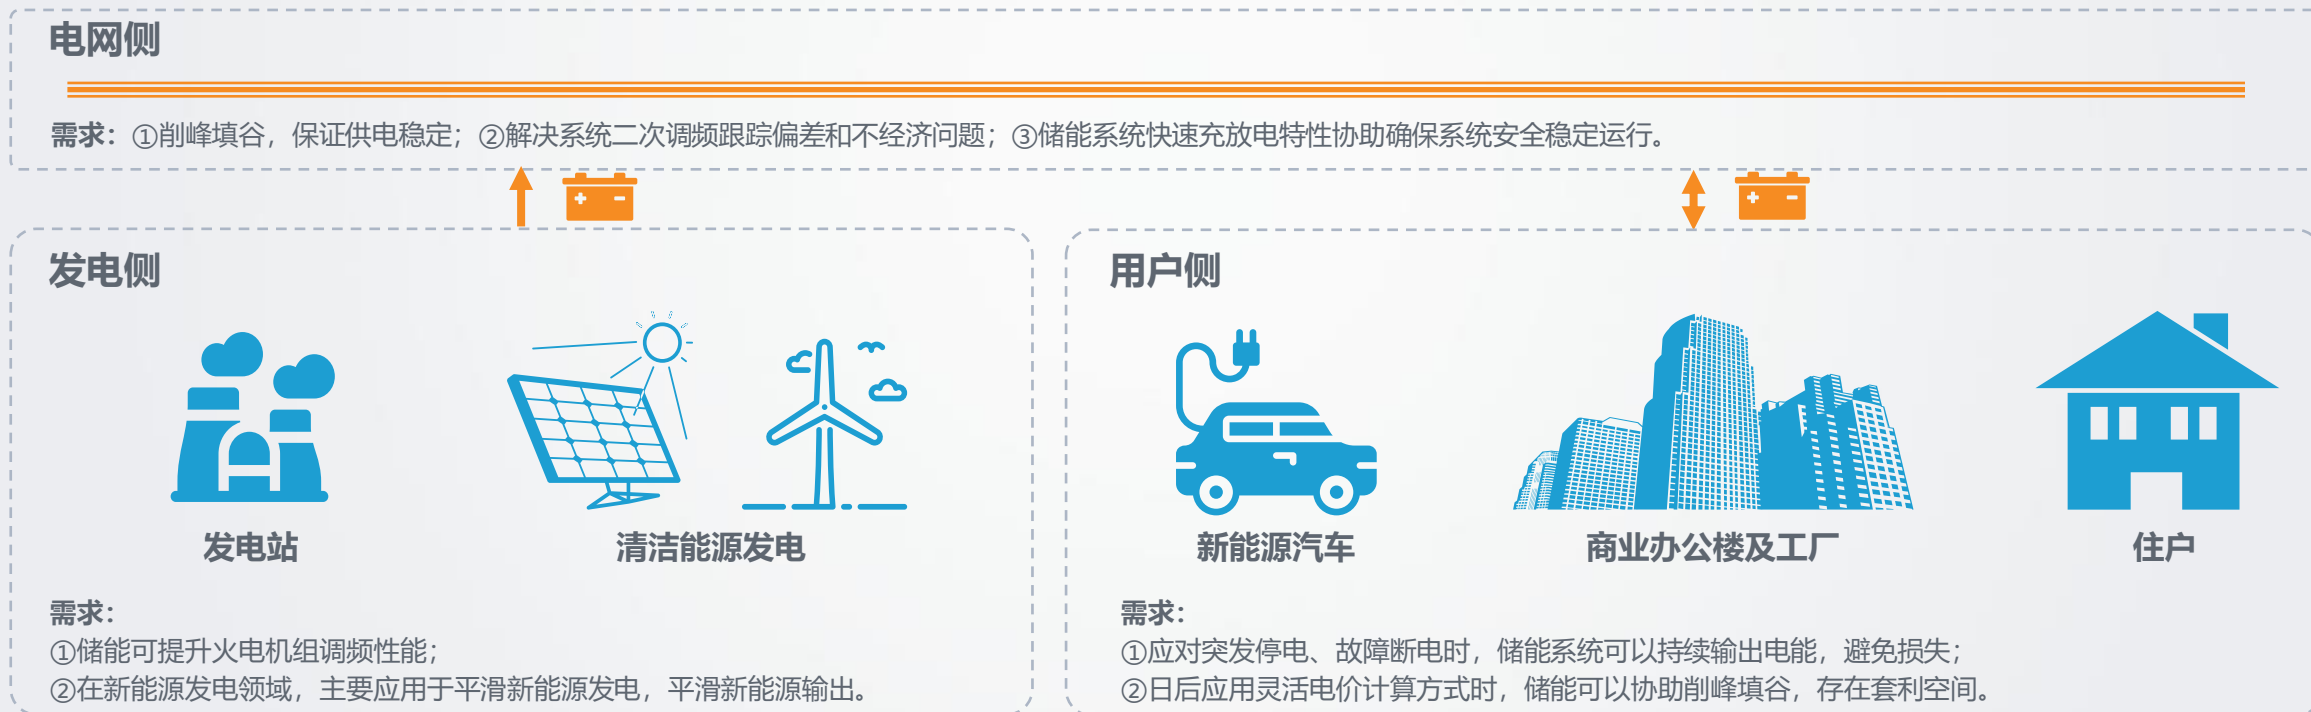 电网侧
需求：①削峰填谷，保证供电稳定；②解决系统二次调频跟踪偏差和不经济问题；③储能系统快速充放电特性协助确保系统安全稳定运行。
发电侧
发电站
清洁能源发电
需求：
①储能可提升火电机组调频性能；
②在新能源发电领域，主要应用于平滑新能源发电，平滑新能源输出。
用户侧
新能源汽车
商业办公楼及工厂
住户
需求：
①应对突发停电、故障断电时，储能系统可以持续输出电能，避免损失；
②日后应用灵活电价计算方式时，储能可以协助削峰填谷，存在套利空间。